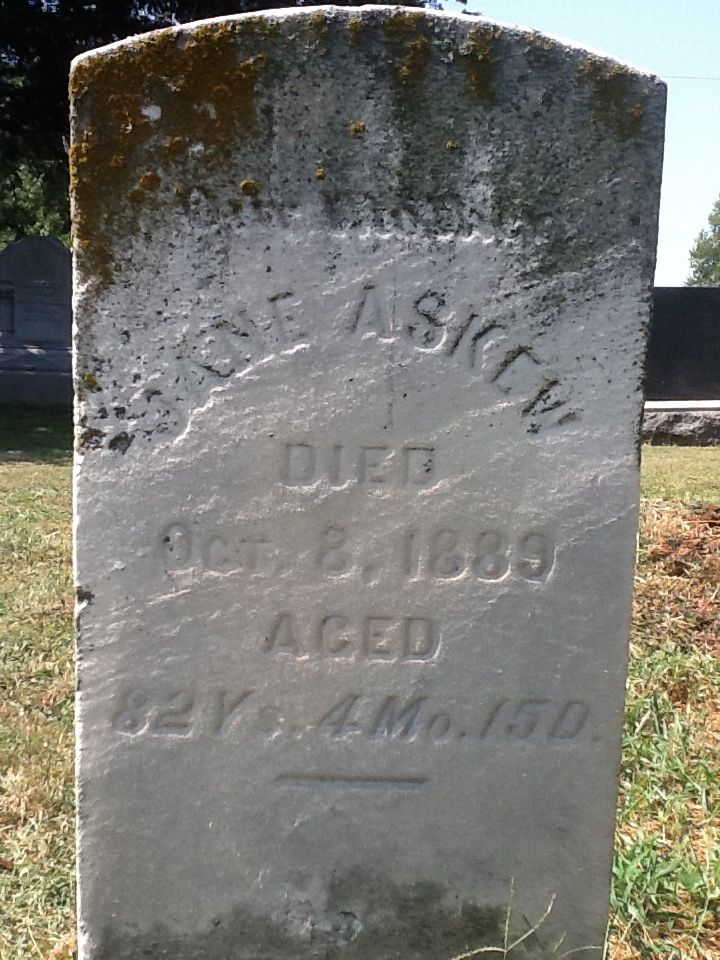 ASKEW
DIED
OCT. 8, 1889
AGED
82 Ys. 4 Mo. 15 D.